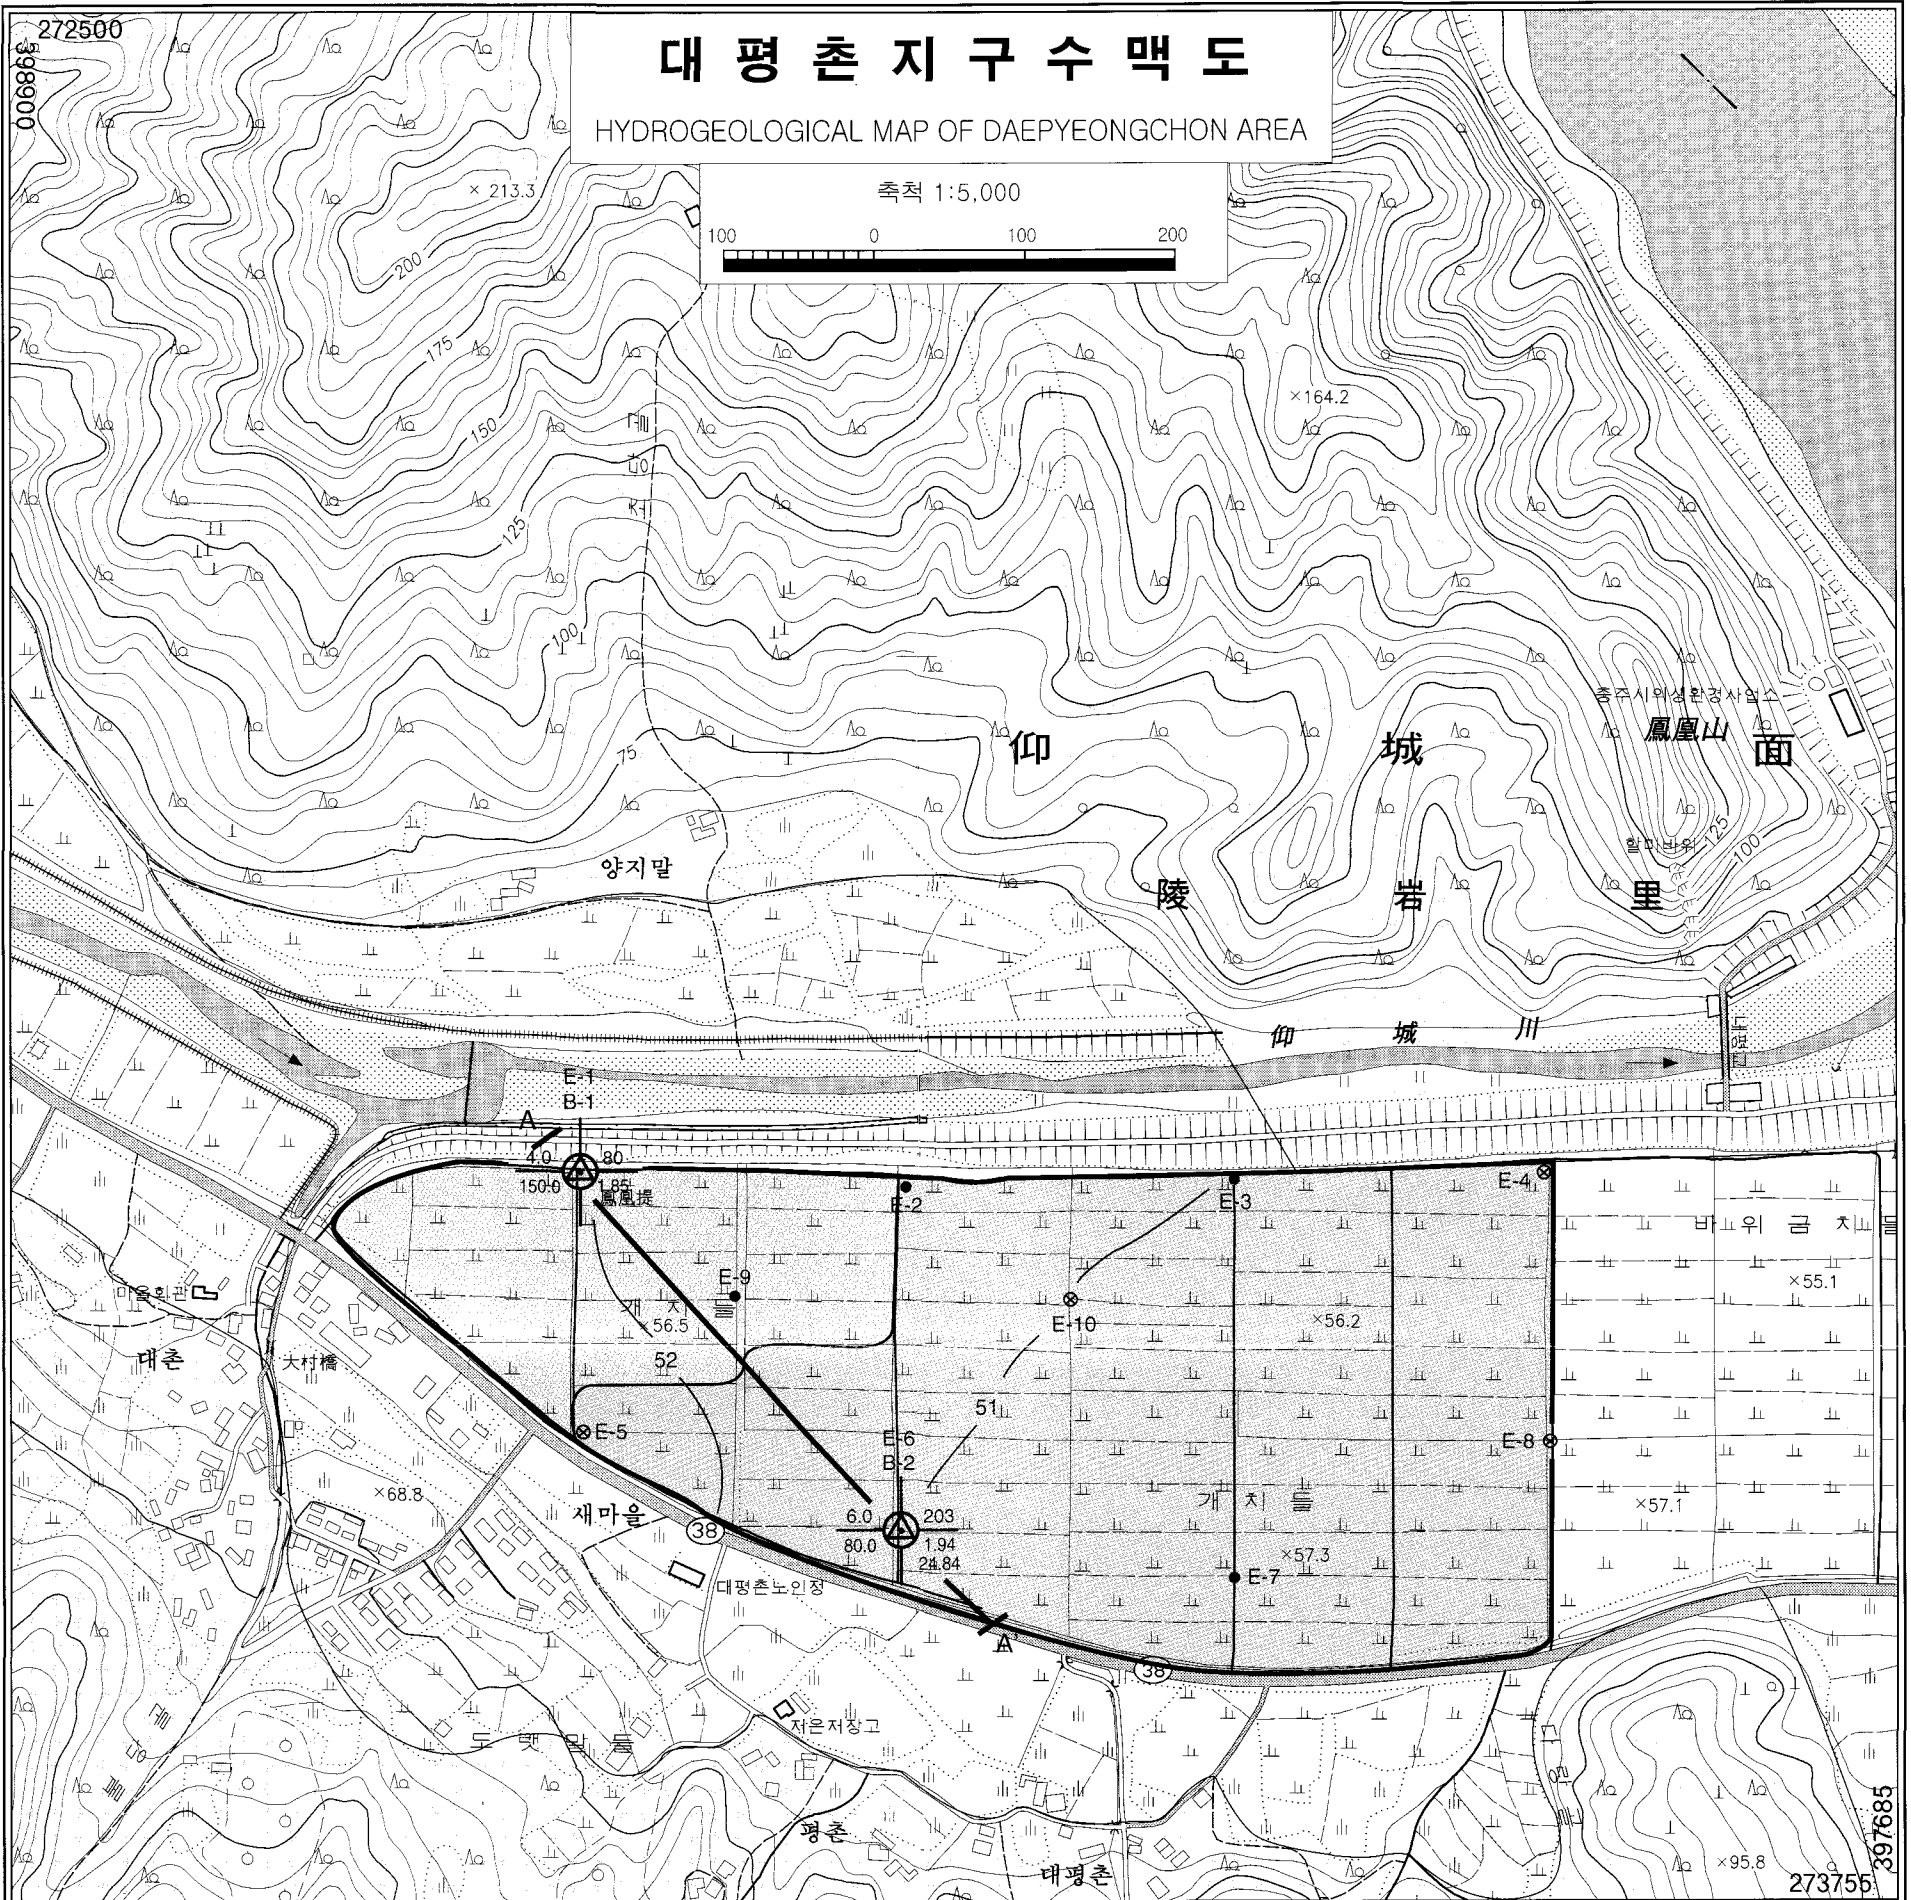 272500
398900
대평촌지구수맥도
HYDROGEOLOGICAL MAP OF DAEPYEONGCHON AREA
축척 1:5,000
100 0 100 200
× 213.3
200
175
150
125
100
75
×164.2
충주시위생환경사업소
鳳凰山
仰 城 面
할미바위
125
100
양지말
陵 岩 里
仰 城 川
E-1
B-1
A
4.0 80
150.0 1.85
鳳凰提
E-2
E-3
E-4
바위금치들
×55.1
마을회관
E-9
개치들
×56.5
E-10
×56.2
대촌
大村橋
52
51
E-5
E-6
B-2
E-8
×68.8
새마을
38
6.0 203
80.0 1.94
24.84
개치들
×57.1
×57.3
E-7
대평촌노인정
A'
38
저온저장고
평촌
대평촌
×95.8
397685
273755